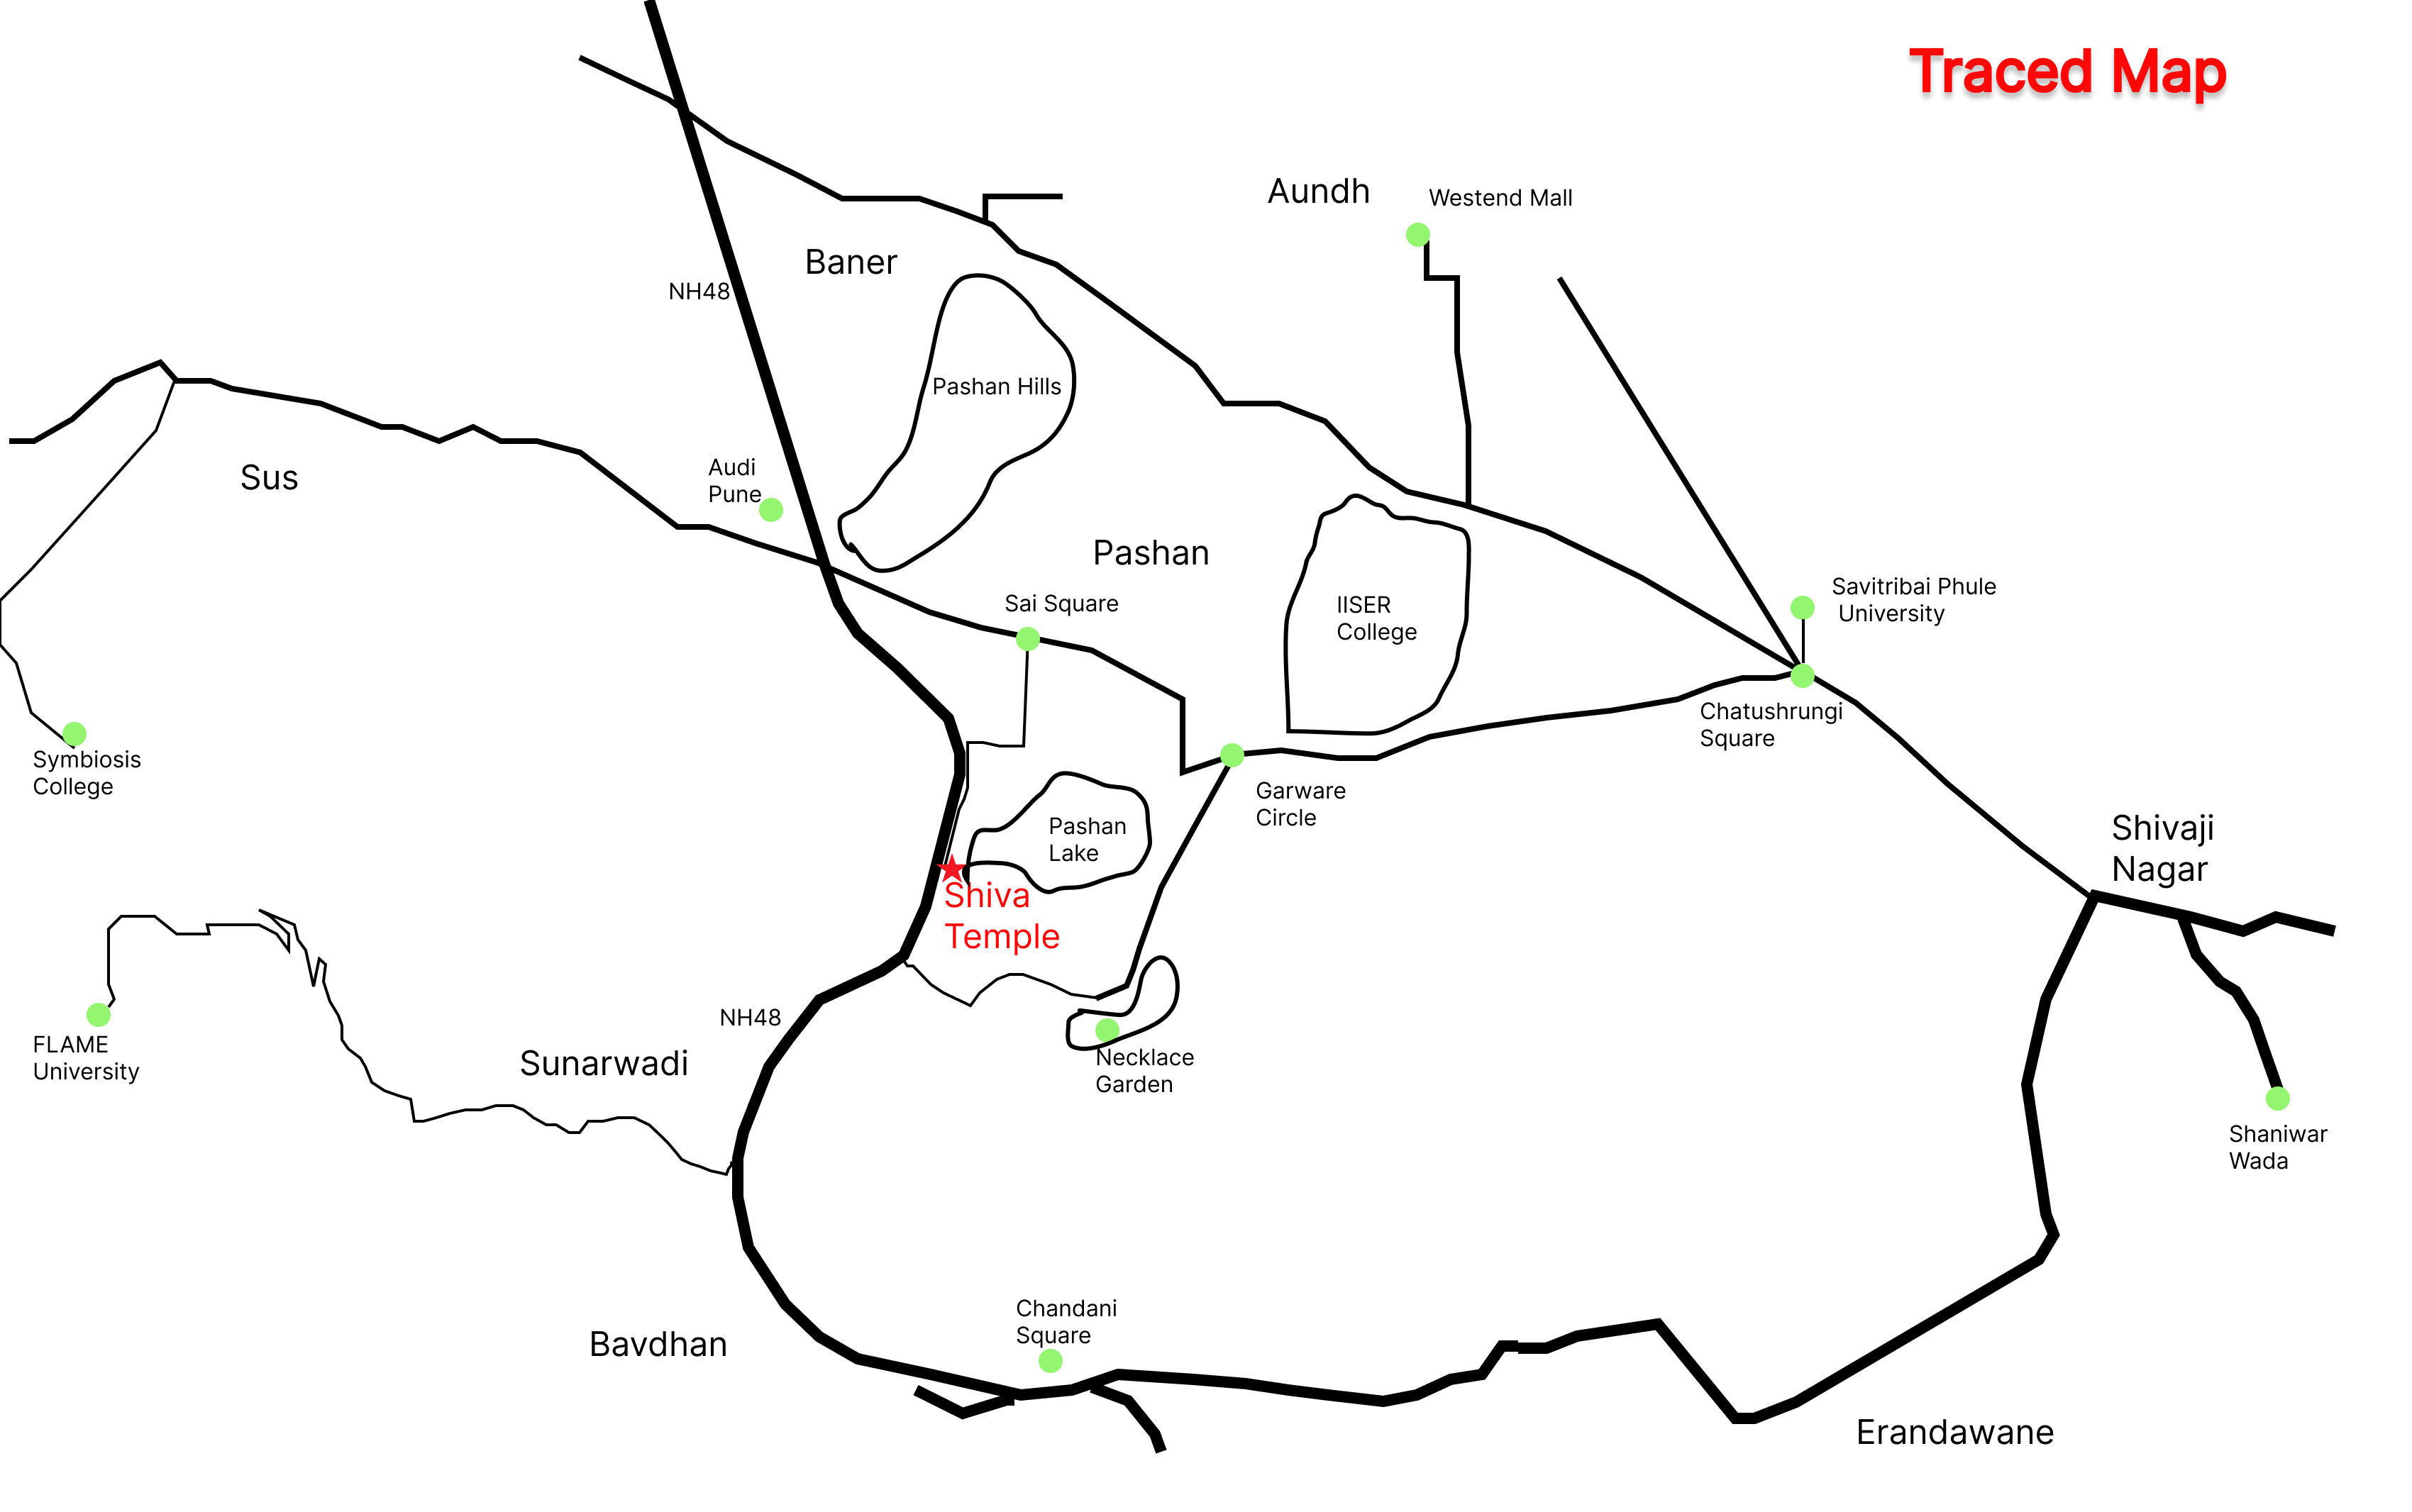 Traced Map
Aundh
Westend Mall
Baner
NH48
Pashan Hills
Audi
Pune
Sus
Pashan
Sai Square
IISER
College
Savitribai Phule
University
Chatushrungi
Square
Symbiosis
College
Garware
Circle
Pashan
Lake
Shivaji
Nagar
Shiva
Temple
NH48
FLAME
University
Sunarwadi
Necklace
Garden
Shaniwar
Wada
Chandani
Square
Bavdhan
Erandawane